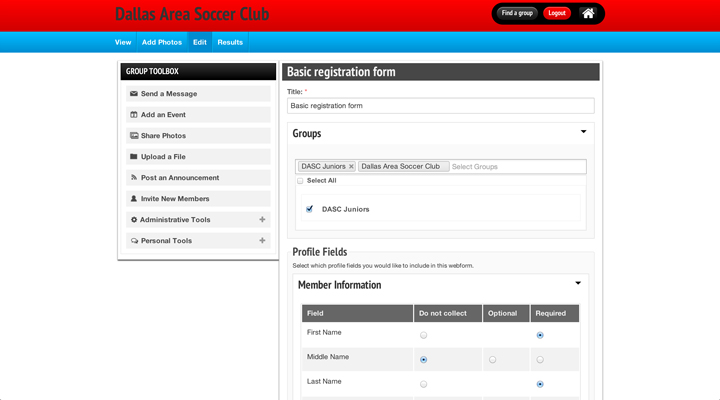 Dallas Area Soccer Club
Find a group
Logout
View Add Photos Edit Results
GROUP TOOLBOX
Send a Message
Add an Event
Share Photos
Upload a File
Post an Announcement
Invite New Members
Administrative Tools
Personal Tools
Basic registration form
Title: *
Basic registration form
Groups
DASC Juniors × Dallas Area Soccer Club Select Groups
Select All
DASC Juniors
Profile Fields
Select which profile fields you would like to include in this webform.
Member Information
Field Do not collect Optional Required
First Name
Middle Name
Last Name